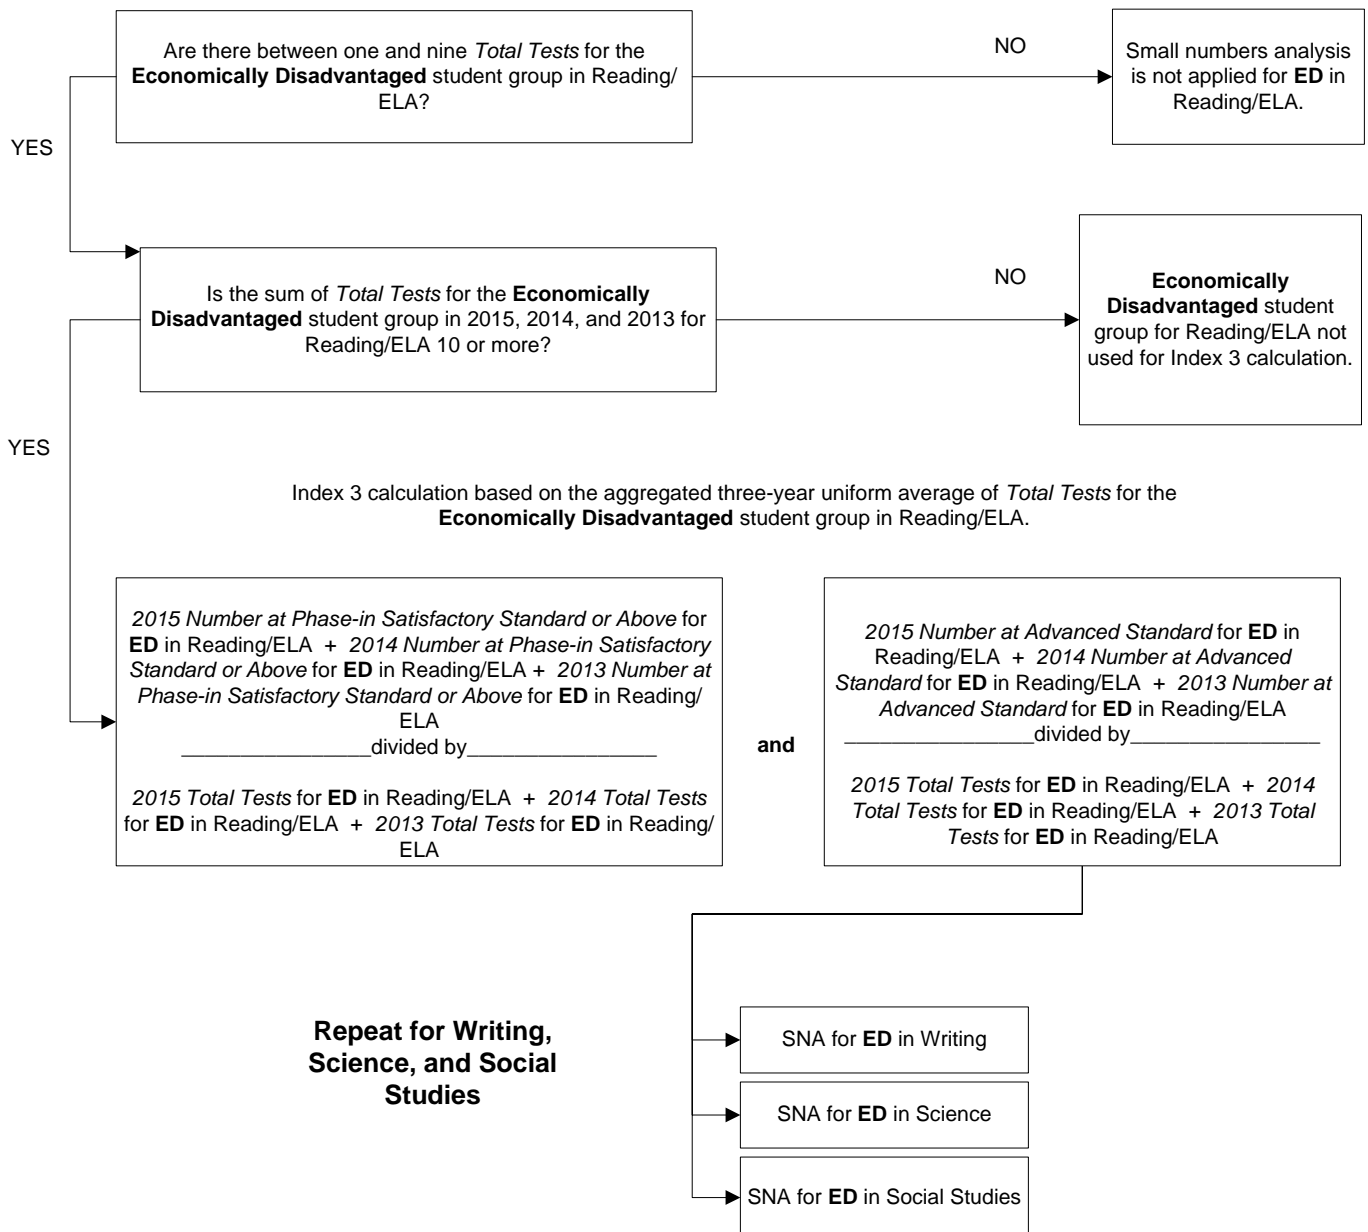 Are there between one and nine Total Tests for the
Economically Disadvantaged student group in Reading/
ELA?
NO
Small numbers analysis
is not applied for ED in
Reading/ELA.
YES
Is the sum of Total Tests for the Economically
Disadvantaged student group in 2015, 2014, and 2013 for
Reading/ELA 10 or more?
NO
Economically
Disadvantaged student
group for Reading/ELA not
used for Index 3 calculation.
YES
Index 3 calculation based on the aggregated three-year uniform average of Total Tests for the
Economically Disadvantaged student group in Reading/ELA.
2015 Number at Phase-in Satisfactory Standard or Above for
ED in Reading/ELA + 2014 Number at Phase-in Satisfactory
Standard or Above for ED in Reading/ELA + 2013 Number at
Phase-in Satisfactory Standard or Above for ED in Reading/
ELA
________________divided by________________
2015 Total Tests for ED in Reading/ELA + 2014 Total Tests
for ED in Reading/ELA + 2013 Total Tests for ED in Reading/
ELA
and
2015 Number at Advanced Standard for ED in
Reading/ELA + 2014 Number at Advanced
Standard for ED in Reading/ELA + 2013 Number at
Advanced Standard for ED in Reading/ELA
________________divided by________________
2015 Total Tests for ED in Reading/ELA + 2014
Total Tests for ED in Reading/ELA + 2013 Total
Tests for ED in Reading/ELA
Repeat for Writing,
Science, and Social
Studies
SNA for ED in Writing
SNA for ED in Science
SNA for ED in Social Studies